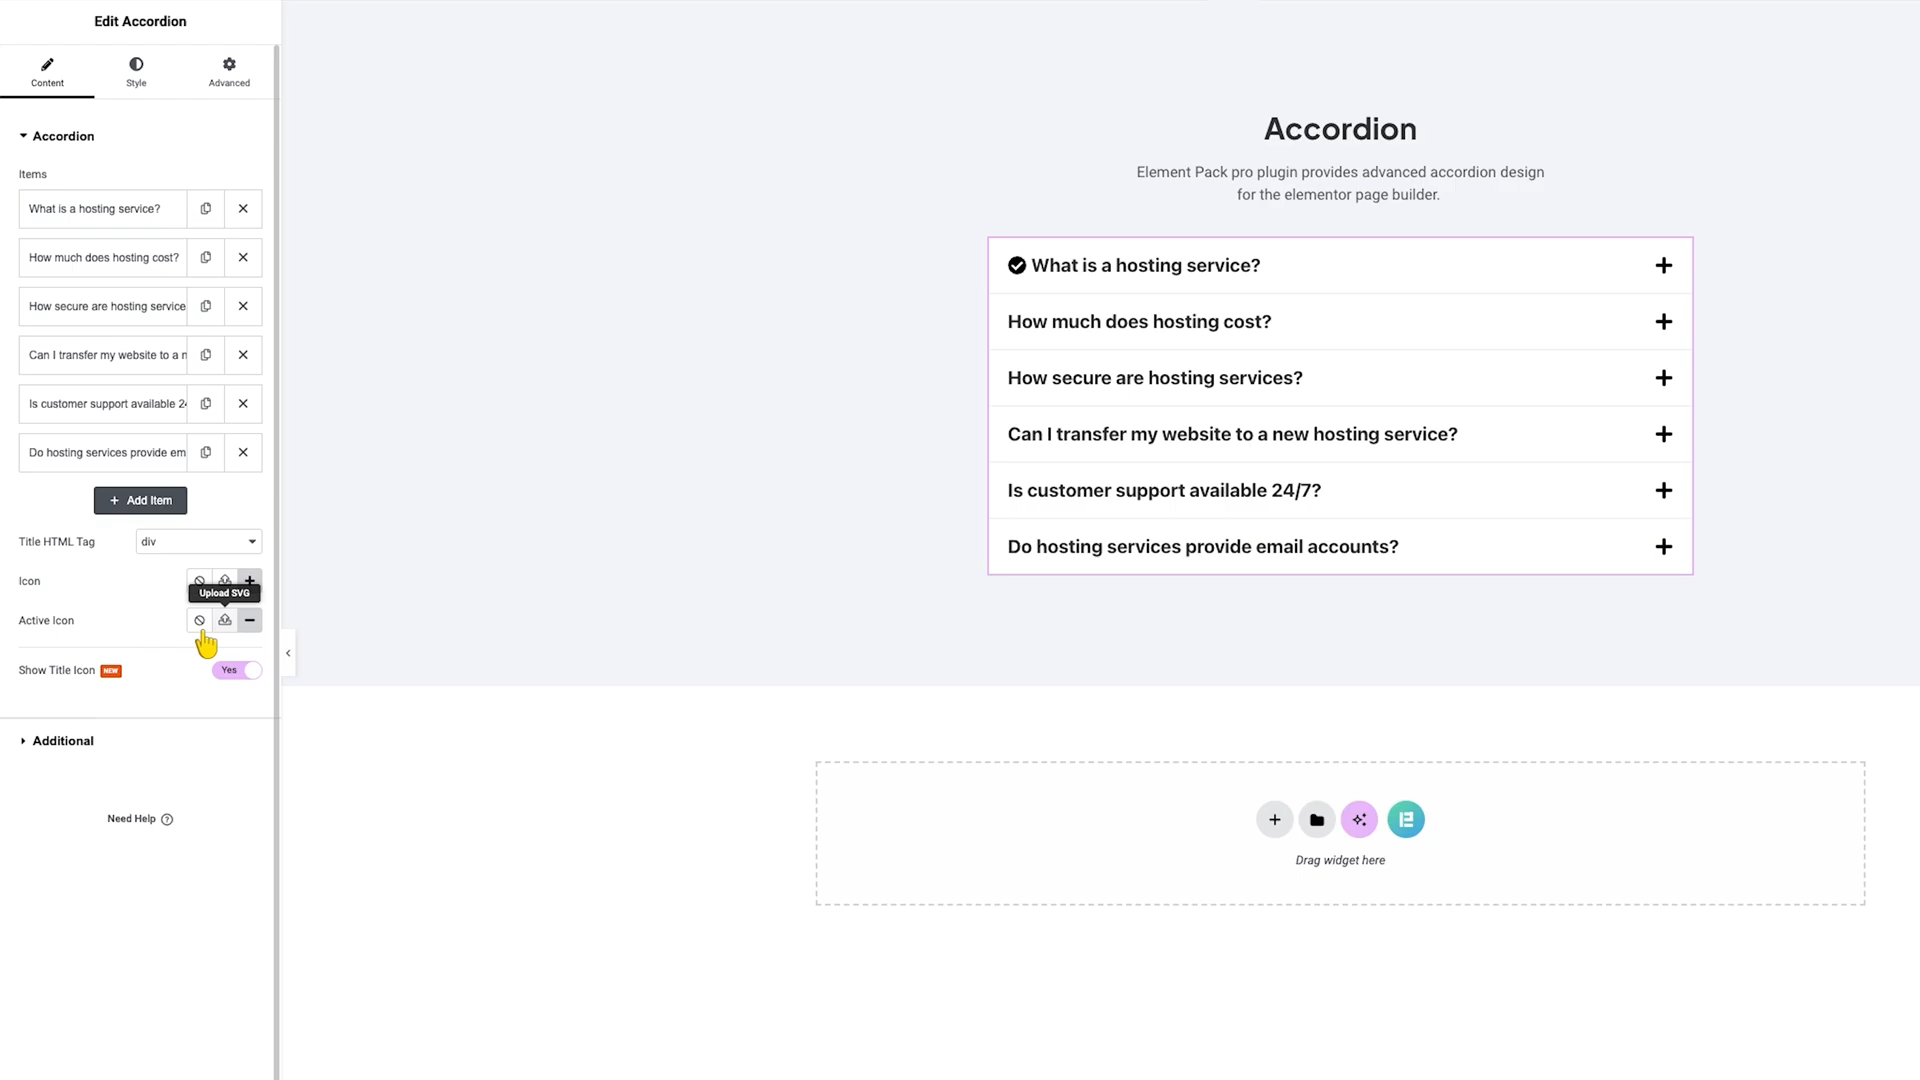 Edit Accordion
Content
Style
Advanced
Accordion
Items
What is a hosting service?
How much does hosting cost?
How secure are hosting service
Can I transfer my website to a n
Is customer support available 24
Do hosting services provide em
+ Add Item
Title HTML Tag
div
Icon
Upload SVG
Active Icon
Show Title Icon NEW
Yes
Additional
Need Help ?
Accordion
Element Pack pro plugin provides advanced accordion design
for the elementor page builder.
What is a hosting service?
How much does hosting cost?
How secure are hosting services?
Can I transfer my website to a new hosting service?
Is customer support available 24/7?
Do hosting services provide email accounts?
Drag widget here